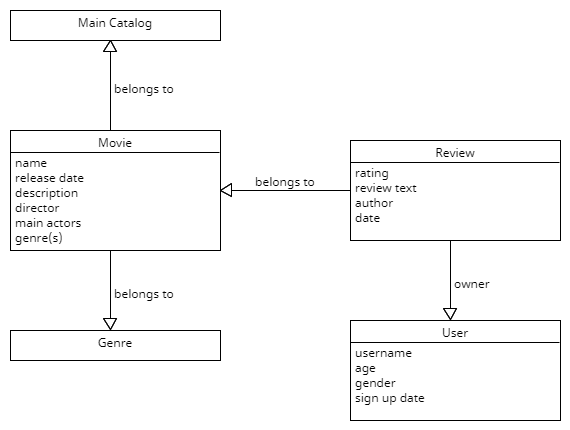 Main Catalog
belongs to
Movie
name
release date
description
director
main actors
genre(s)
belongs to
Review
rating
review text
author
date
belongs to
Genre
owner
User
username
age
gender
sign up date